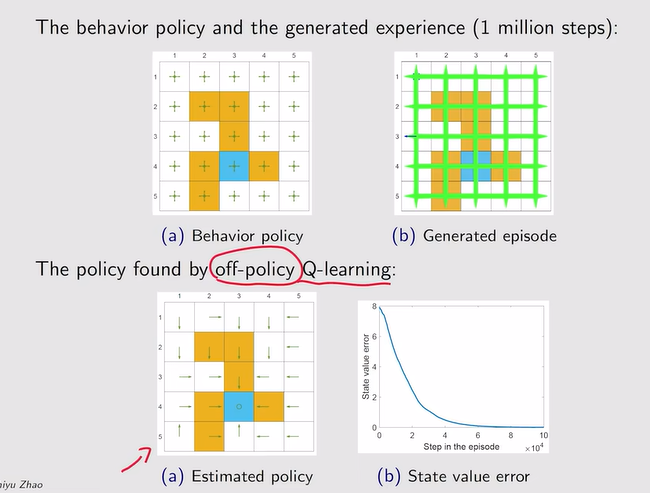 The behavior policy and the generated experience (1 million steps):
1 2 3 4 5
1 2 3 4 5
1
2
3
4
5
1
2
3
4
5
(a) Behavior policy
(b) Generated episode
The policy found by off-policy Q-learning:
1 2 3 4 5
1
2
3
4
5
State value error
8
6
4
2
0
0 2 4 6 8 10
Step in the episode
×10⁴
(a) Estimated policy
(b) State value error
iyu Zhao